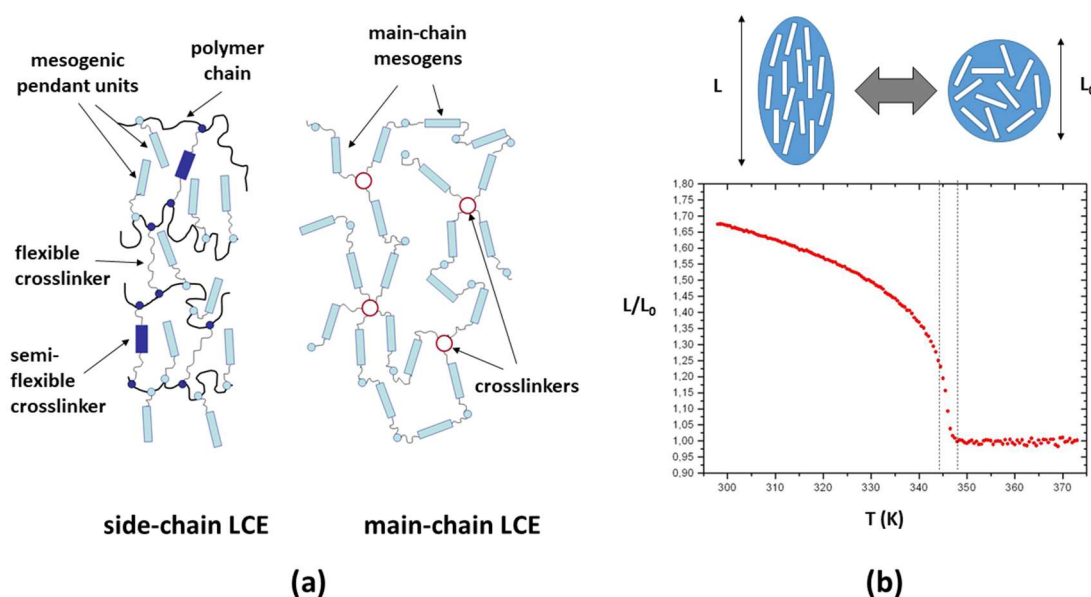 mesogenic
pendant units
polymer
chain
flexible
crosslinker
semi-
flexible
crosslinker
main-chain
mesogens
crosslinkers
side-chain LCE
main-chain LCE
(a)
L
L₀
1,80
1,75
1,70
1,65
1,60
1,55
1,50
1,45
1,40
1,35
1,30
1,25
1,20
1,15
1,10
1,05
1,00
0,95
0,90
L/L₀
300 310 320 330 340 350 360 370
T (K)
(b)